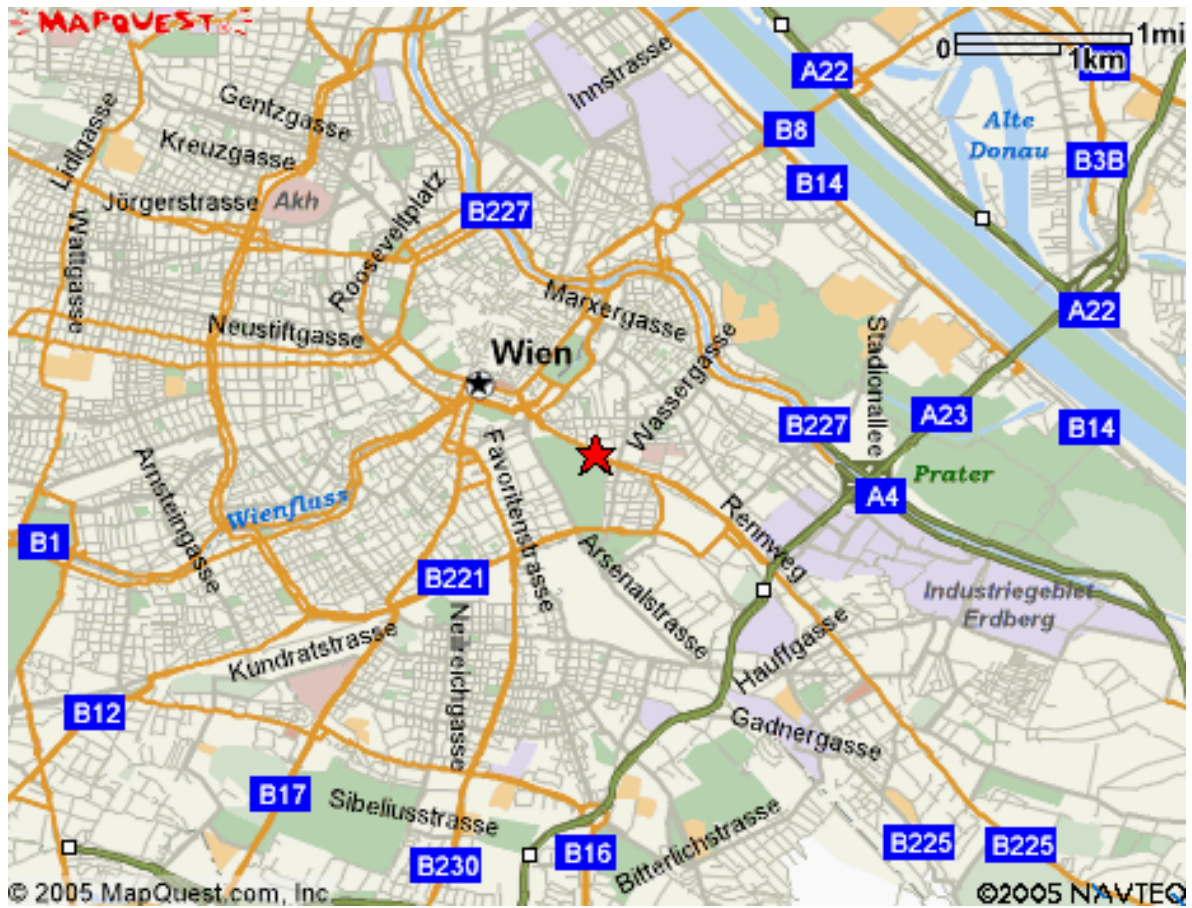 MAPQUEST
1mi
0
1km
A22
Innstrasse
Gentzgasse
Alte
Donau
B8
Lidlgasse
Kreuzgasse
B3B
B14
Jörgerstrasse
Akh
B227
Rooseveltplatz
Wattgasse
Marxergasse
A22
Neustiftgasse
Wien
Stadionallee
Wassergasse
A23
B227
B14
Favoritenstrasse
Arnsteingasse
Prater
A4
Wienfluss
Rennweg
B1
Arsenalstrasse
B221
Industriegebiet
Erdberg
Kundratstrasse
Neilreichgasse
Hauffgasse
B12
Gadnergasse
B17
Sibeliusstrasse
Bitterlichstrasse
B230
B16
B225
B225
© 2005 MapQuest.com, Inc
©2005 NAVTEQ